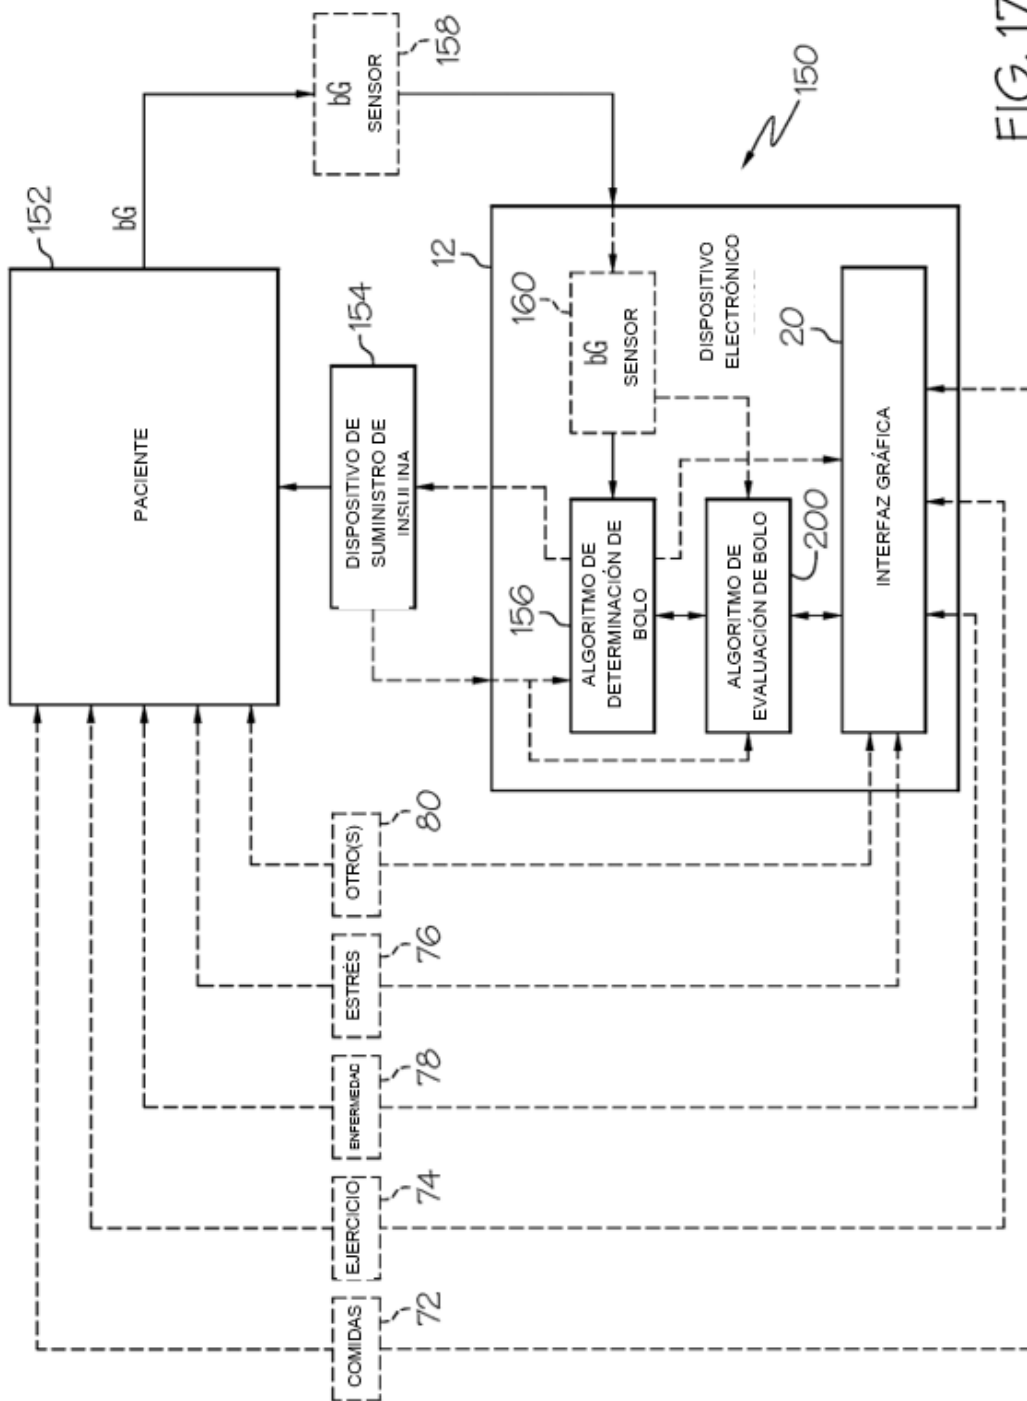 152
PACIENTE
bG
COMIDAS
72
EJERCICIO
74
ENFERMEDAD
78
ESTRÉS
76
OTRO(S)
80
154
DISPOSITIVO DE
SUMINISTRO DE
INSULINA
bG
SENSOR
158
12
160
bG
SENSOR
156
ALGORITMO DE
DETERMINACIÓN DE
BOLO
DISPOSITIVO
ELECTRÓNICO
ALGORITMO DE
EVALUACIÓN DE BOLO
200
20
INTERFAZ GRÁFICA
150
FIG. 17